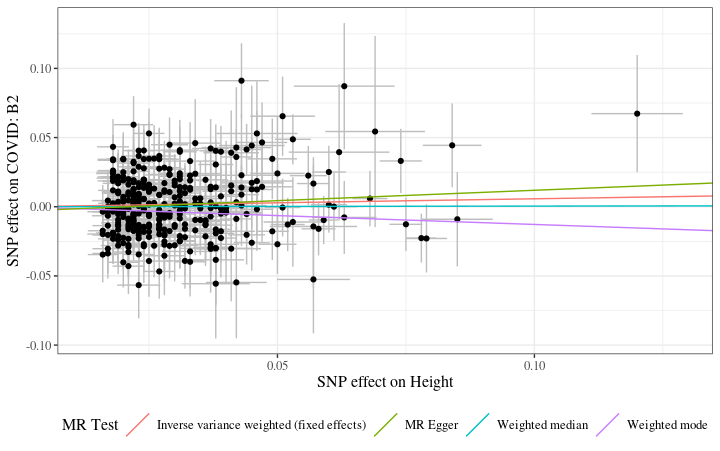 SNP effect on COVID: B2
0.10
0.05
0.00
-0.05
-0.10
0.05
0.10
SNP effect on Height
MR Test
Inverse variance weighted (fixed effects)
MR Egger
Weighted median
Weighted mode